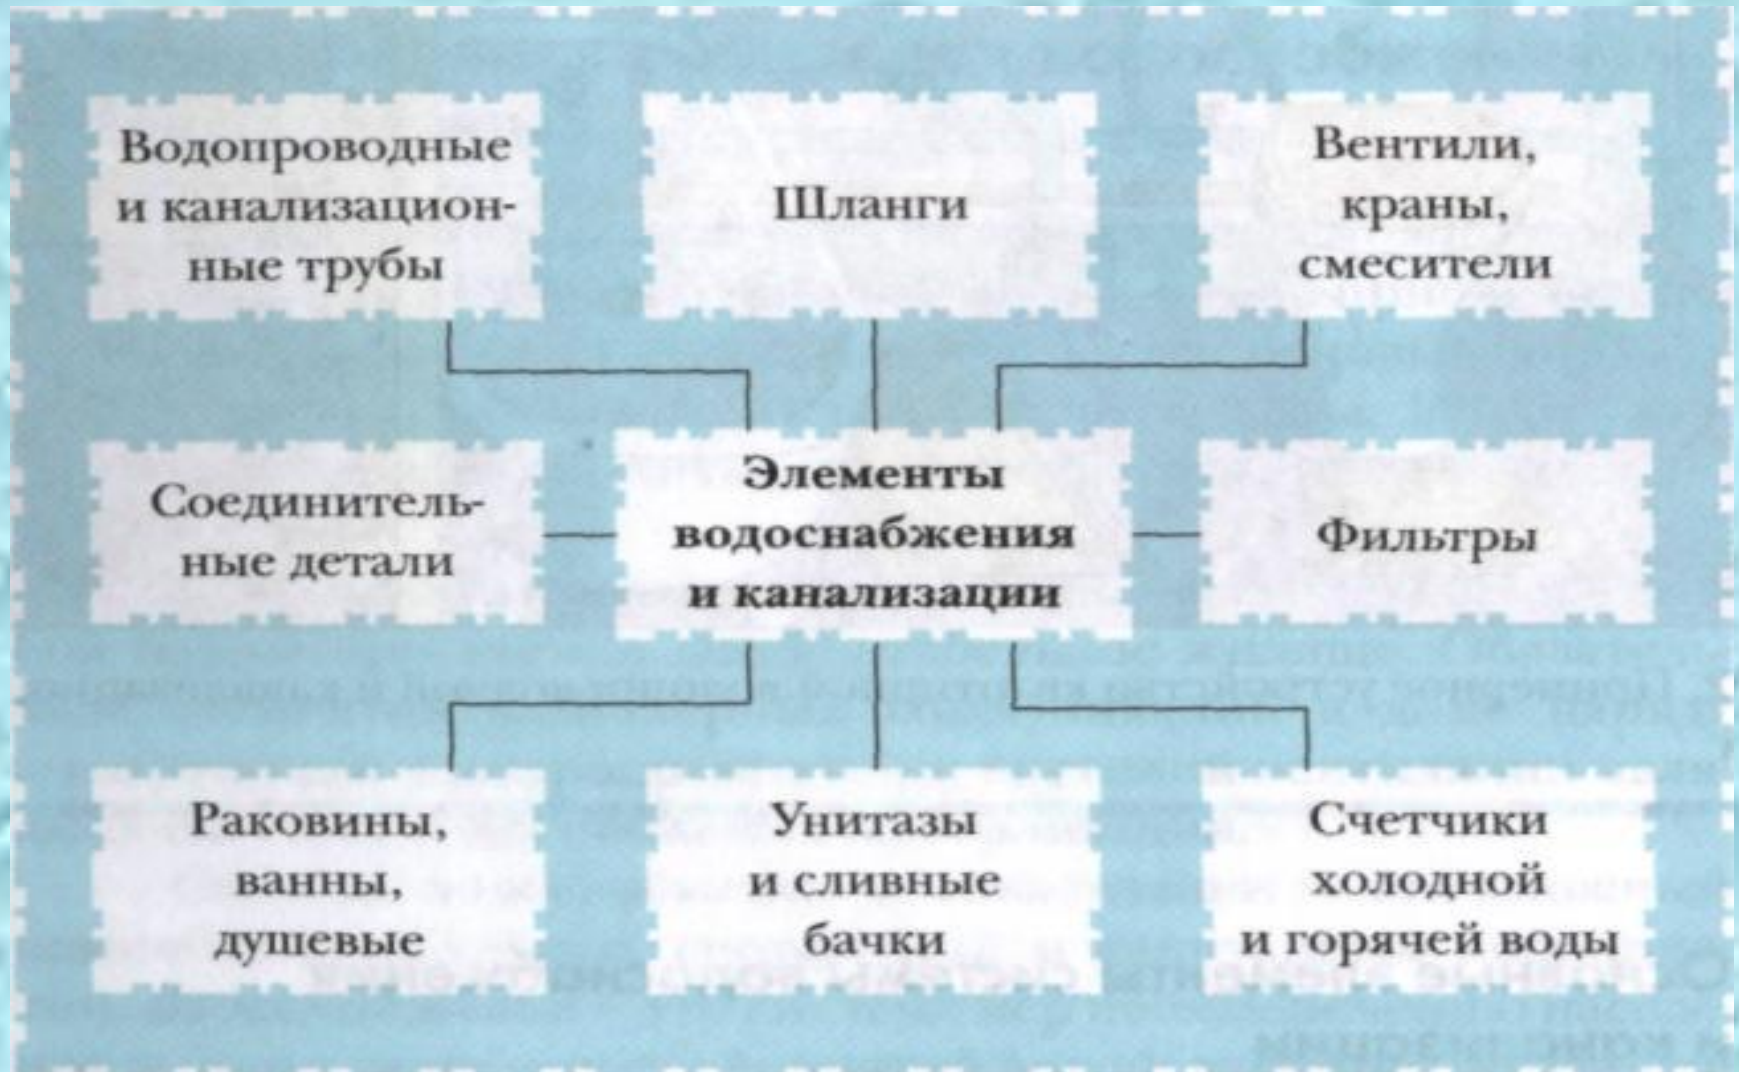 Водопроводные
и канализацион-
ные трубы
Шланги
Вентили,
краны,
смесители
Соединитель-
ные детали
Элементы
водоснабжения
и канализации
Фильтры
Раковины,
ванны,
душевые
Унитазы
и сливные
бачки
Счетчики
холодной
и горячей воды